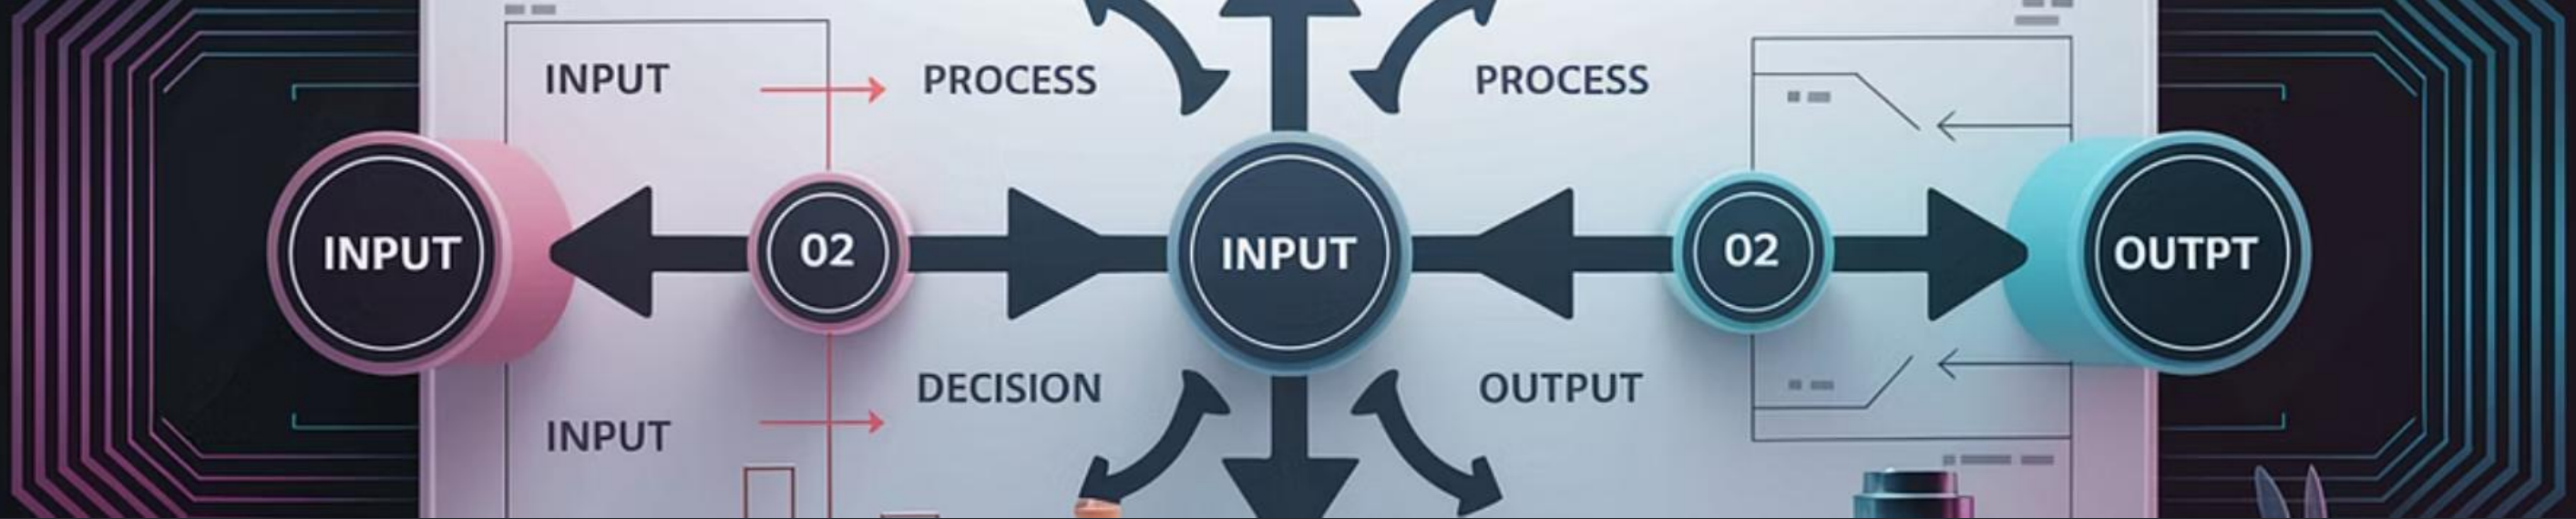 INPUT
PROCESS
PROCESS
INPUT
02
INPUT
02
OUTPT
DECISION
OUTPUT
INPUT